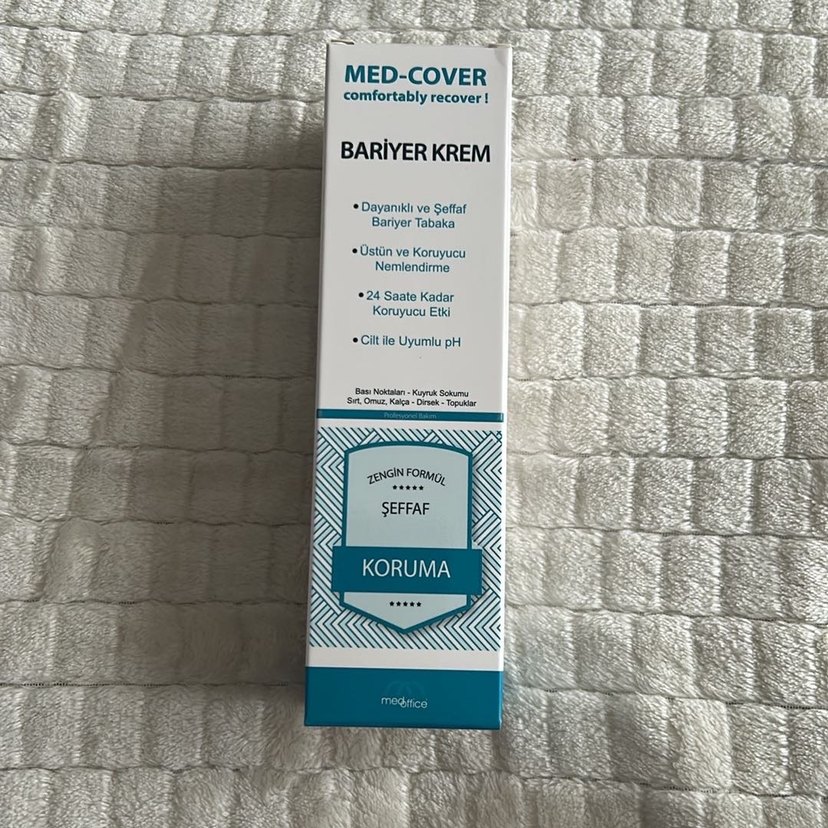 MED-COVER
comfortably recover !
BARİYER KREM
• Dayanıklı ve Şeffaf
Bariyer Tabaka
• Üstün ve Koruyucu
Nemlendirme
• 24 Saate Kadar
Koruyucu Etki
• Cilt ile Uyumlu pH
Bası Noktaları - Kuyruk Sokumu
Sırt, Omuz, Kalça - Dirsek - Topuklar
Profesyonel Bakım
ZENGİN FORMÜL
ŞEFFAF
KORUMA
medoffice